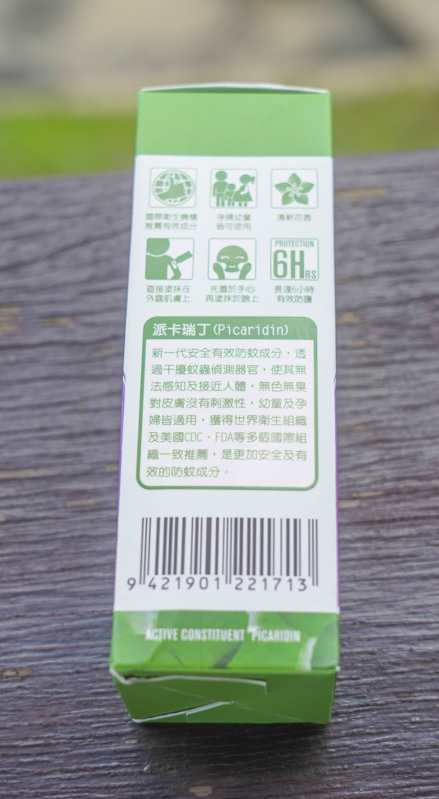 國際衛生機構
推薦有效成分
孕婦幼童
皆可使用
清新花香
直接塗抹在
外露肌膚上
先置於手心
再塗抹於臉上
PROTECTION
6HRS
長達6小時
有效防護
派卡瑞丁(Picaridin)
新一代安全有效防蚊成分，透
過干擾蚊蟲偵測器官，使其無
法感知及接近人體，無色無臭
對皮膚沒有刺激性，幼童及孕
婦皆適用，獲得世界衛生組織
及美國CDC、FDA等多個國際組
織一致推薦，是更加安全及有
效的防蚊成分。
9 421901 221713
ACTIVE CONSTITUENT PICARIDIN